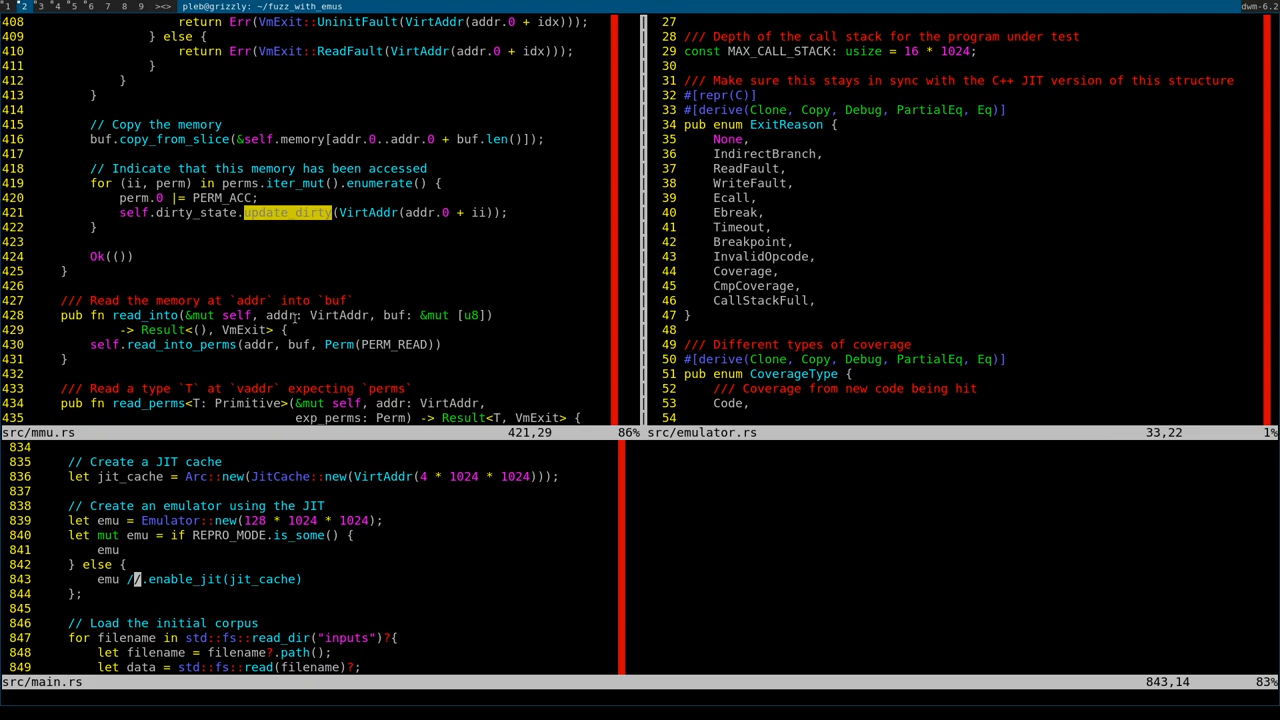 1 2 3 4 5 6 7 8 9 ><> pleb@grizzly: ~/fuzz_with_emus dwm-6.2
408 return Err(VmExit::UninitFault(VirtAddr(addr.0 + idx)));
409 } else {
410 return Err(VmExit::ReadFault(VirtAddr(addr.0 + idx)));
411 }
412 }
413 }
414
415 // Copy the memory
416 buf.copy_from_slice(&self.memory[addr.0..addr.0 + buf.len()]);
417
418 // Indicate that this memory has been accessed
419 for (ii, perm) in perms.iter_mut().enumerate() {
420 perm.0 |= PERM_ACC;
421 self.dirty_state.update_dirty(VirtAddr(addr.0 + ii));
422 }
423
424 Ok(())
425 }
426
427 /// Read the memory at `addr` into `buf`
428 pub fn read_into(&mut self, addr: VirtAddr, buf: &mut [u8])
429 -> Result<(), VmExit> {
430 self.read_into_perms(addr, buf, Perm(PERM_READ))
431 }
432
433 /// Read a type `T` at `vaddr` expecting `perms`
434 pub fn read_perms<T: Primitive>(&mut self, addr: VirtAddr,
435 exp_perms: Perm) -> Result<T, VmExit> {
src/mmu.rs 421,29 86%
27
28 /// Depth of the call stack for the program under test
29 const MAX_CALL_STACK: usize = 16 * 1024;
30
31 /// Make sure this stays in sync with the C++ JIT version of this structure
32 #[repr(C)]
33 #[derive(Clone, Copy, Debug, PartialEq, Eq)]
34 pub enum ExitReason {
35 None,
36 IndirectBranch,
37 ReadFault,
38 WriteFault,
39 Ecall,
40 Ebreak,
41 Timeout,
42 Breakpoint,
43 InvalidOpcode,
44 Coverage,
45 CmpCoverage,
46 CallStackFull,
47 }
48
49 /// Different types of coverage
50 #[derive(Clone, Copy, Debug, PartialEq, Eq)]
51 pub enum CoverageType {
52 /// Coverage from new code being hit
53 Code,
54
src/emulator.rs 33,22 1%
834
835 // Create a JIT cache
836 let jit_cache = Arc::new(JitCache::new(VirtAddr(4 * 1024 * 1024)));
837
838 // Create an emulator using the JIT
839 let emu = Emulator::new(128 * 1024 * 1024);
840 let mut emu = if REPRO_MODE.is_some() {
841 emu
842 } else {
843 emu //.enable_jit(jit_cache)
844 };
845
846 // Load the initial corpus
847 for filename in std::fs::read_dir("inputs")?{
848 let filename = filename?.path();
849 let data = std::fs::read(filename)?;
src/main.rs 843,14 83%